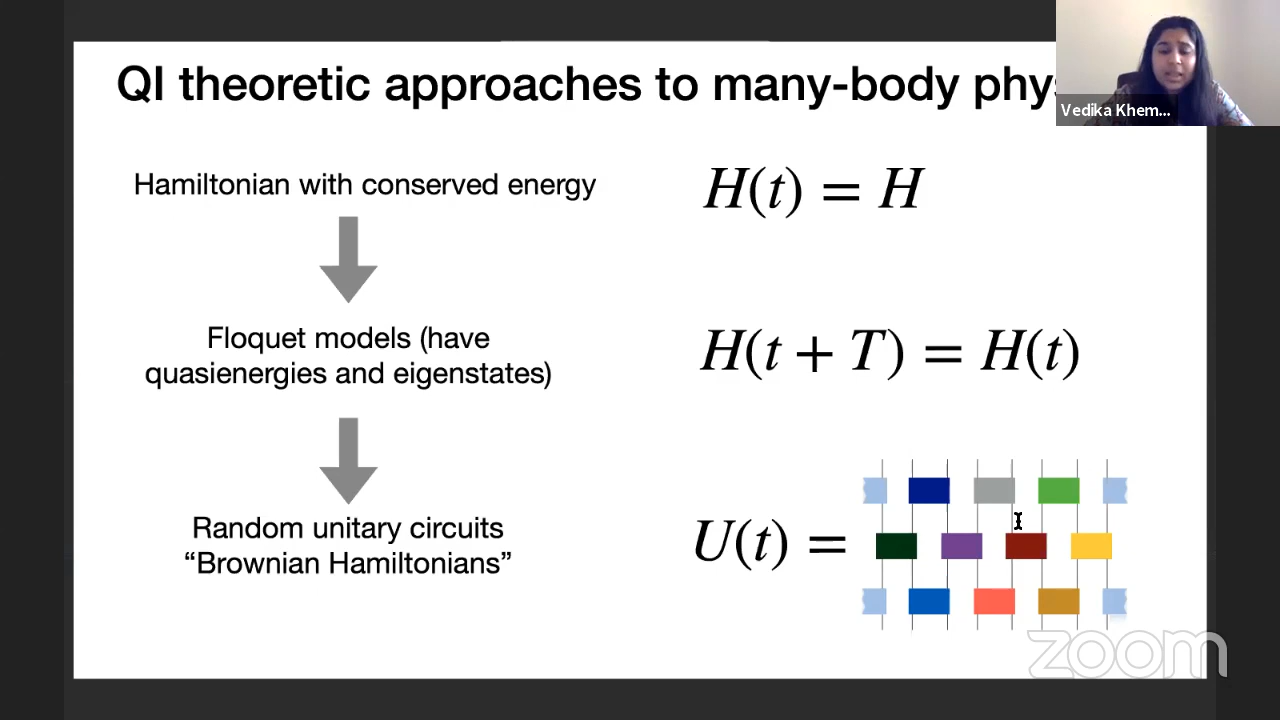 QI theoretic approaches to many-body phys
Vedika Khem...
Hamiltonian with conserved energy
H(t) = H
Floquet models (have
quasienergies and eigenstates)
H(t + T) = H(t)
Random unitary circuits
“Brownian Hamiltonians”
U(t) =
zoom